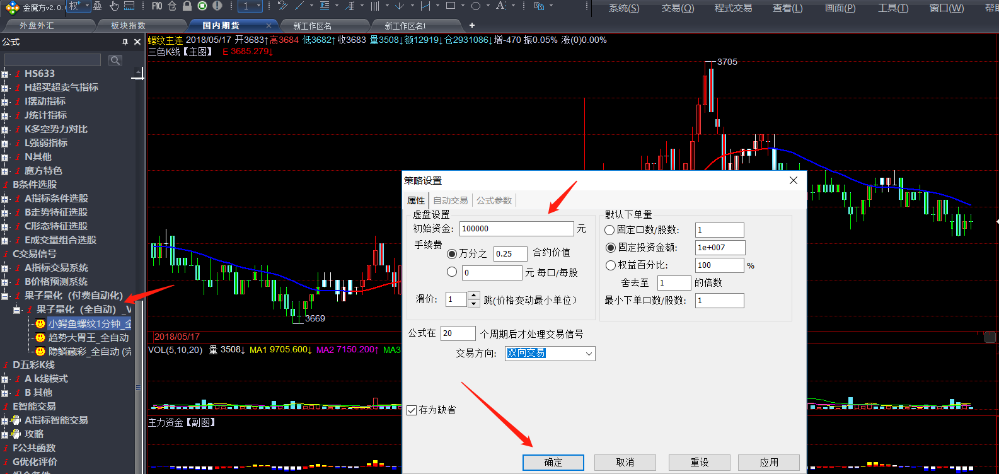 金魔方v2.0.
权
叠
F10
1
系统(S)
交易(Q)
程式交易
查看(L)
画面(P)
工具(T)
窗口(W)
外盘外汇
板块指数
国内期货
新工作区名
新工作区名1
公式
HS633
H超买超卖气指标
I摆动指标
J统计指标
K多空势力对比
L强弱指标
N其他
魔方特色
B条件选股
A指标条件选股
B走势特征选股
C形态特征选股
E成交量组合选股
C交易信号
A指标交易系统
B价格预测系统
果子量化（付费自动化）
果子量化（全自动）_V
小鳄鱼螺纹1分钟_全
趋势大胃王_全自动
隐鳞藏彩_全自动 (完
D五彩K线
A k线模式
B 其他
E智能交易
A指标智能交易
攻略
F公共函数
G优化评价
螺纹主连 2018/05/17 开3683↑高3684 低3682↑收3683 量3508↓额12919↓仓2931086↓增-470 振0.05% 涨(0)0.00%
三色K线【主图】 E 3685.279↓
3705
3669
2018/05/17
VOL(5,10,20) 量 3508↓ MA1 9705.600↓ MA2 7150.200↑ MA3
主力资金【副图】
策略设置
属性 自动交易 公式参数
虚盘设置
初始资金: 100000 元
手续费
万分之 0.25 合约价值
0 元 每口/每股
滑价: 1 跳(价格变动最小单位)
默认下单量
固定口数/股数: 1
固定投资金额: 1e+007
权益百分比: 100 %
舍去至 1 的倍数
最小下单口数/股数: 1
公式在 20 个周期后才处理交易信号
交易方向: 双向交易
存为缺省
确定 取消 重设 应用